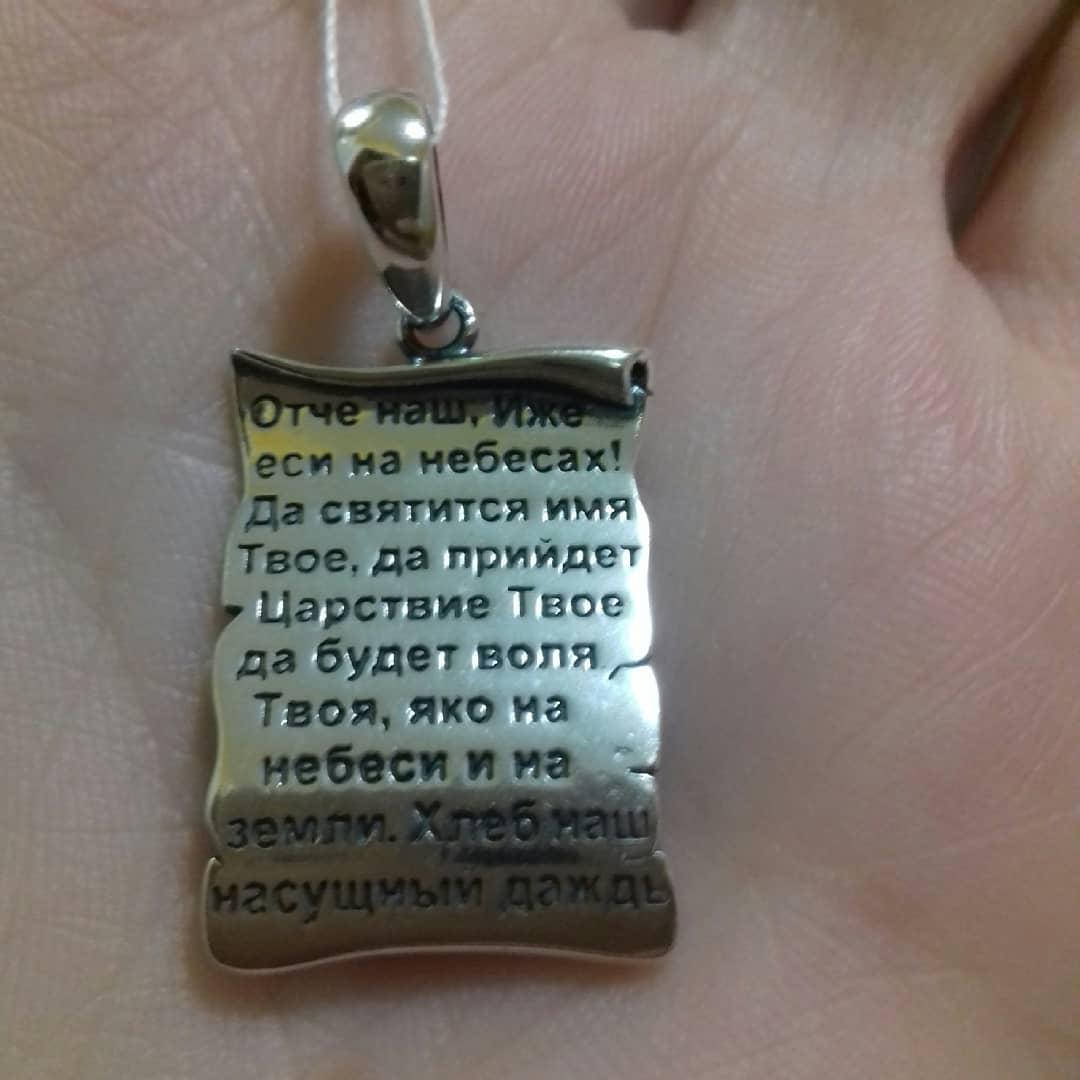 Отче наш, Иже
еси на небесах!
Да святится имя
Твое, да прийдет
Царствие Твое
да будет воля
Твоя, яко на
небеси и на
земли. Хлеб наш
насущный даждь